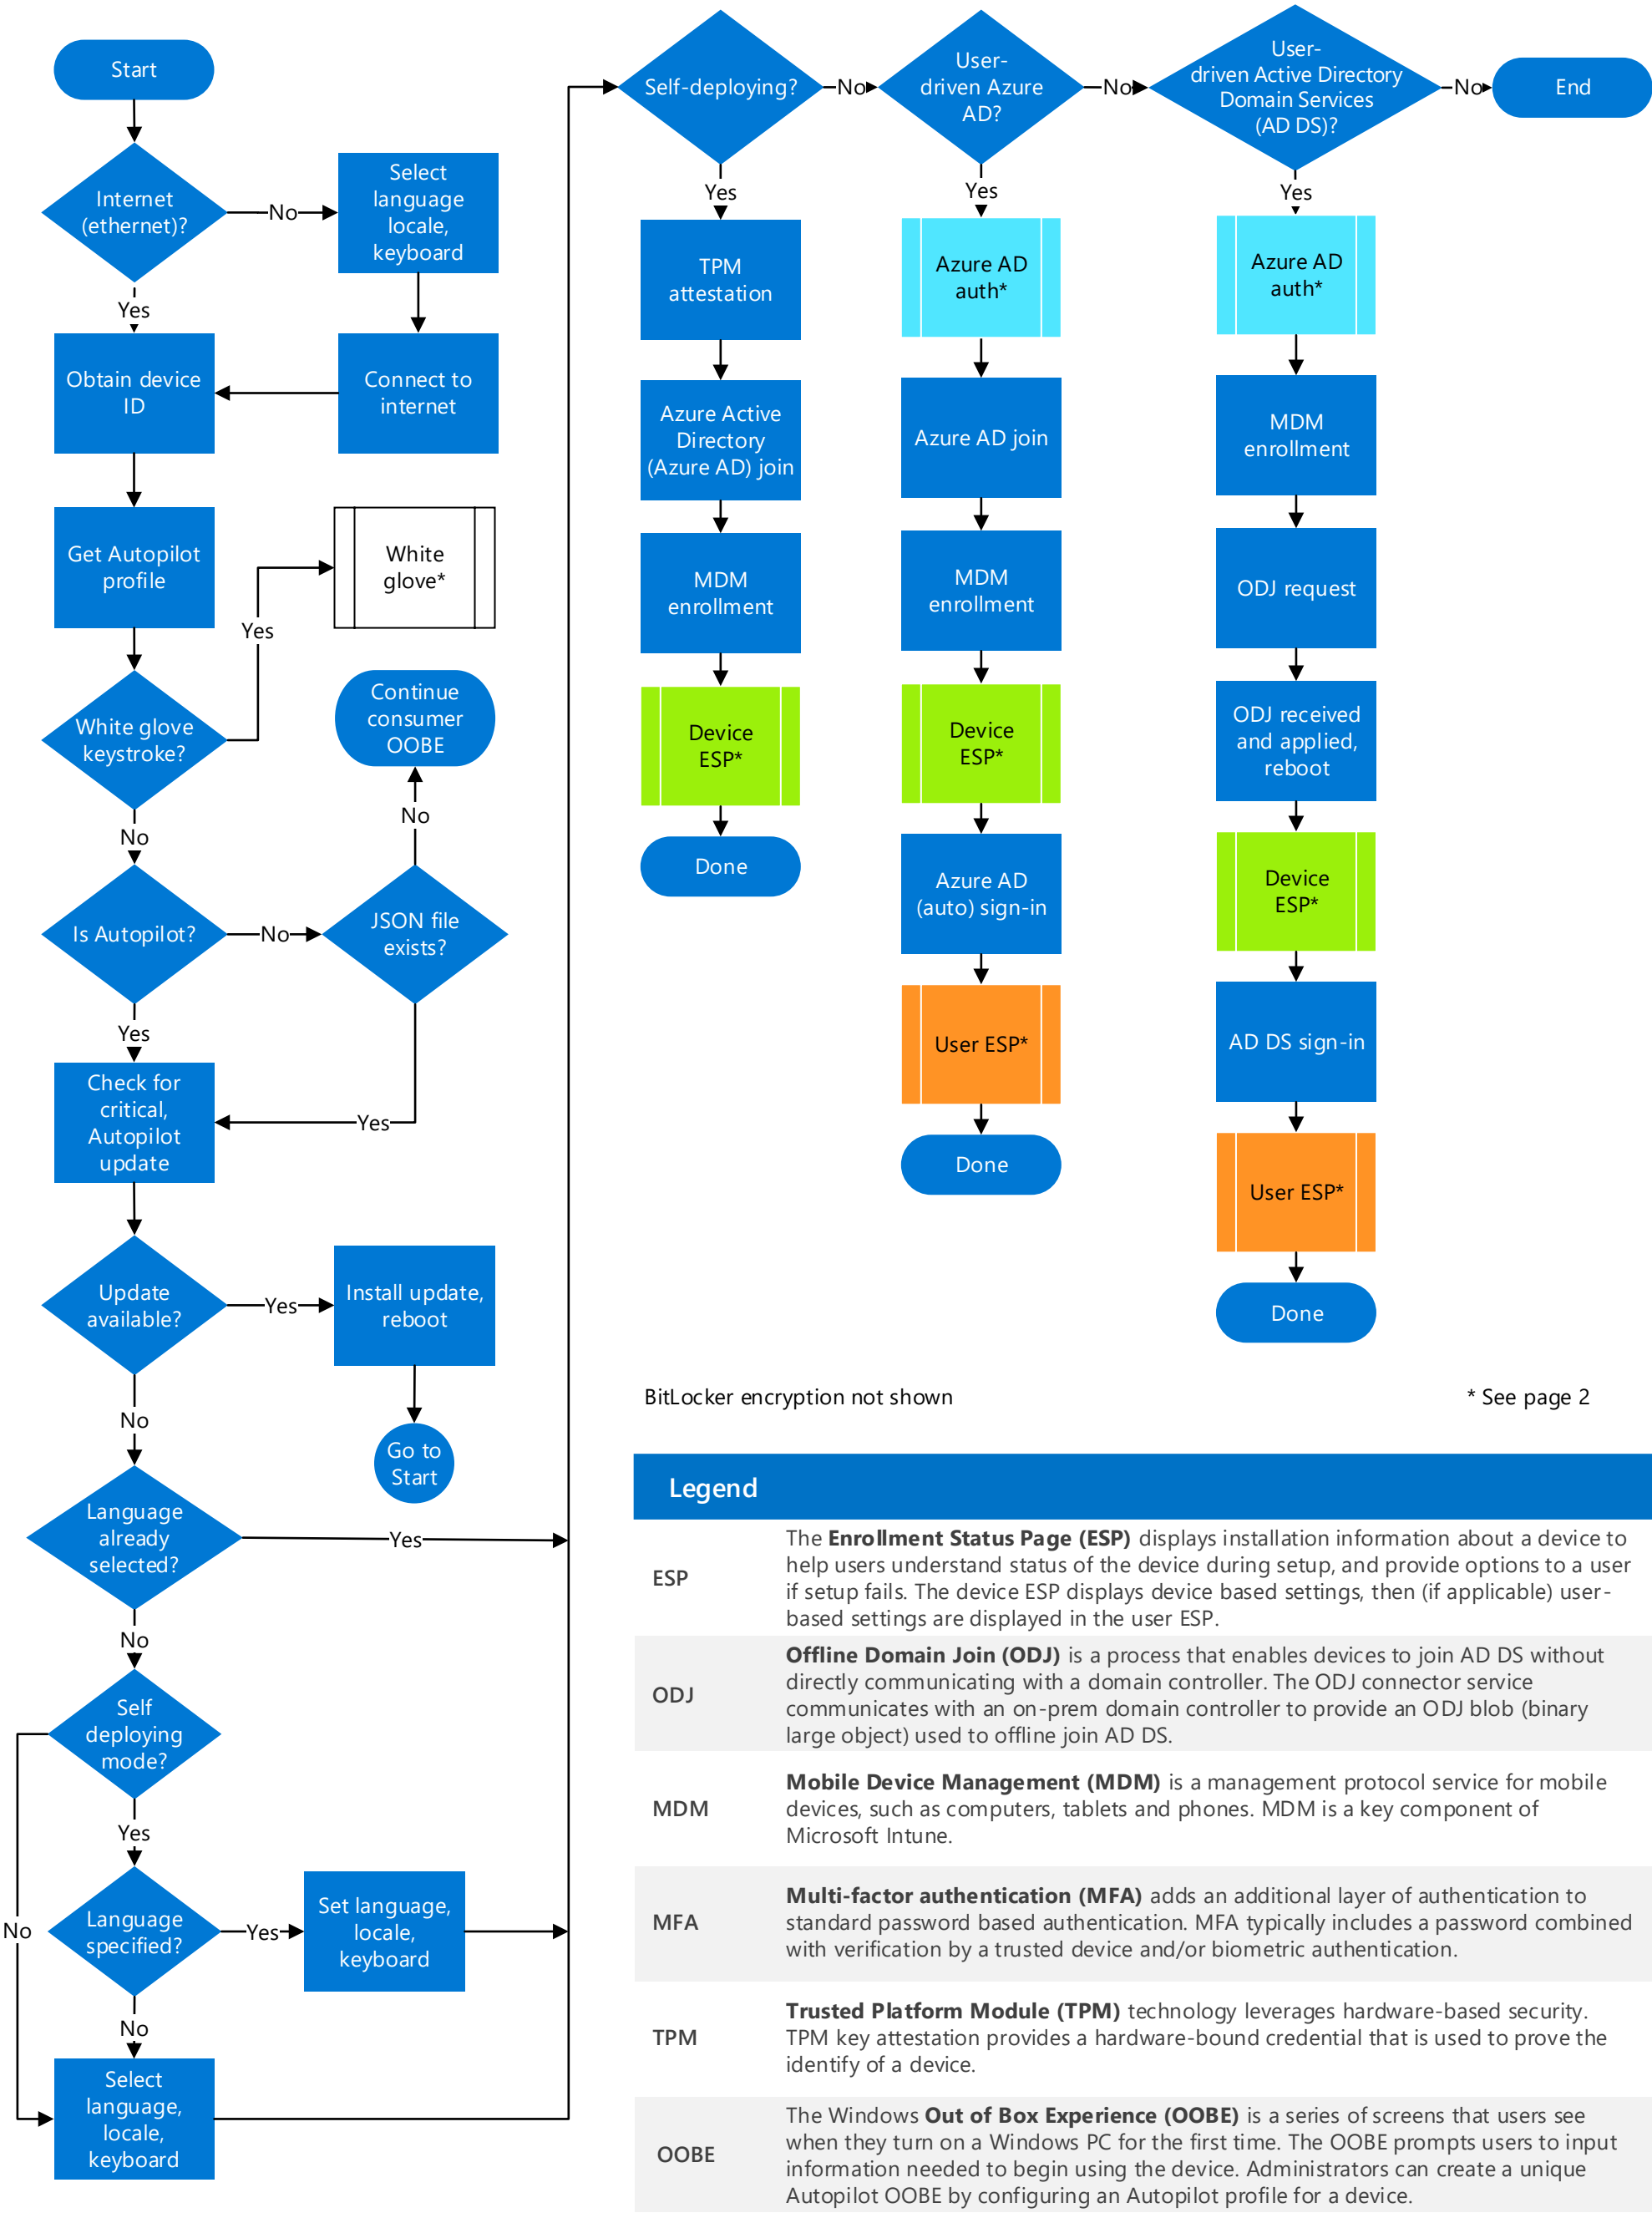 Start
Internet
(ethernet)?
No
Select
language
locale,
keyboard
Yes
Obtain device
ID
Connect to
internet
Get Autopilot
profile
White
glove*
Yes
White glove
keystroke?
Continue
consumer
OOBE
No
No
Is Autopilot?
No
JSON file
exists?
Yes
Check for
critical,
Autopilot
update
Yes
Update
available?
Yes
Install update,
reboot
No
Go to
Start
Language
already
selected?
Yes
No
Self
deploying
mode?
Yes
No
Language
specified?
Yes
Set language,
locale,
keyboard
No
Select
language,
locale,
keyboard
Self-deploying?
No
User-
driven Azure
AD?
No
User-
driven Active Directory
Domain Services
(AD DS)?
No
End
Yes
TPM
attestation
Azure Active
Directory
(Azure AD) join
MDM
enrollment
Device
ESP*
Done
Yes
Azure AD
auth*
Azure AD join
MDM
enrollment
Device
ESP*
Azure AD
(auto) sign-in
User ESP*
Done
Yes
Azure AD
auth*
MDM
enrollment
ODJ request
ODJ received
and applied,
reboot
Device
ESP*
AD DS sign-in
User ESP*
Done
BitLocker encryption not shown
* See page 2
Legend
ESP
The Enrollment Status Page (ESP) displays installation information about a device to
help users understand status of the device during setup, and provide options to a user
if setup fails. The device ESP displays device based settings, then (if applicable) user-
based settings are displayed in the user ESP.
ODJ
Offline Domain Join (ODJ) is a process that enables devices to join AD DS without
directly communicating with a domain controller. The ODJ connector service
communicates with an on-prem domain controller to provide an ODJ blob (binary
large object) used to offline join AD DS.
MDM
Mobile Device Management (MDM) is a management protocol service for mobile
devices, such as computers, tablets and phones. MDM is a key component of
Microsoft Intune.
MFA
Multi-factor authentication (MFA) adds an additional layer of authentication to
standard password based authentication. MFA typically includes a password combined
with verification by a trusted device and/or biometric authentication.
TPM
Trusted Platform Module (TPM) technology leverages hardware-based security.
TPM key attestation provides a hardware-bound credential that is used to prove the
identify of a device.
OOBE
The Windows Out of Box Experience (OOBE) is a series of screens that users see
when they turn on a Windows PC for the first time. The OOBE prompts users to input
information needed to begin using the device. Administrators can create a unique
Autopilot OOBE by configuring an Autopilot profile for a device.